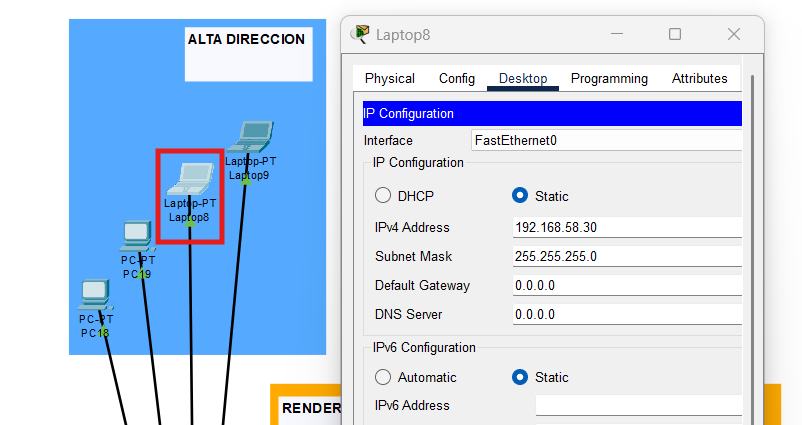 ALTA DIRECCION
Laptop-PT
Laptop9
Laptop-PT
Laptop8
PC-PT
PC19
PC-PT
PC18
RENDER
Laptop8
Physical Config Desktop Programming Attributes
IP Configuration
Interface FastEthernet0
IP Configuration
DHCP Static
IPv4 Address 192.168.58.30
Subnet Mask 255.255.255.0
Default Gateway 0.0.0.0
DNS Server 0.0.0.0
IPv6 Configuration
Automatic Static
IPv6 Address